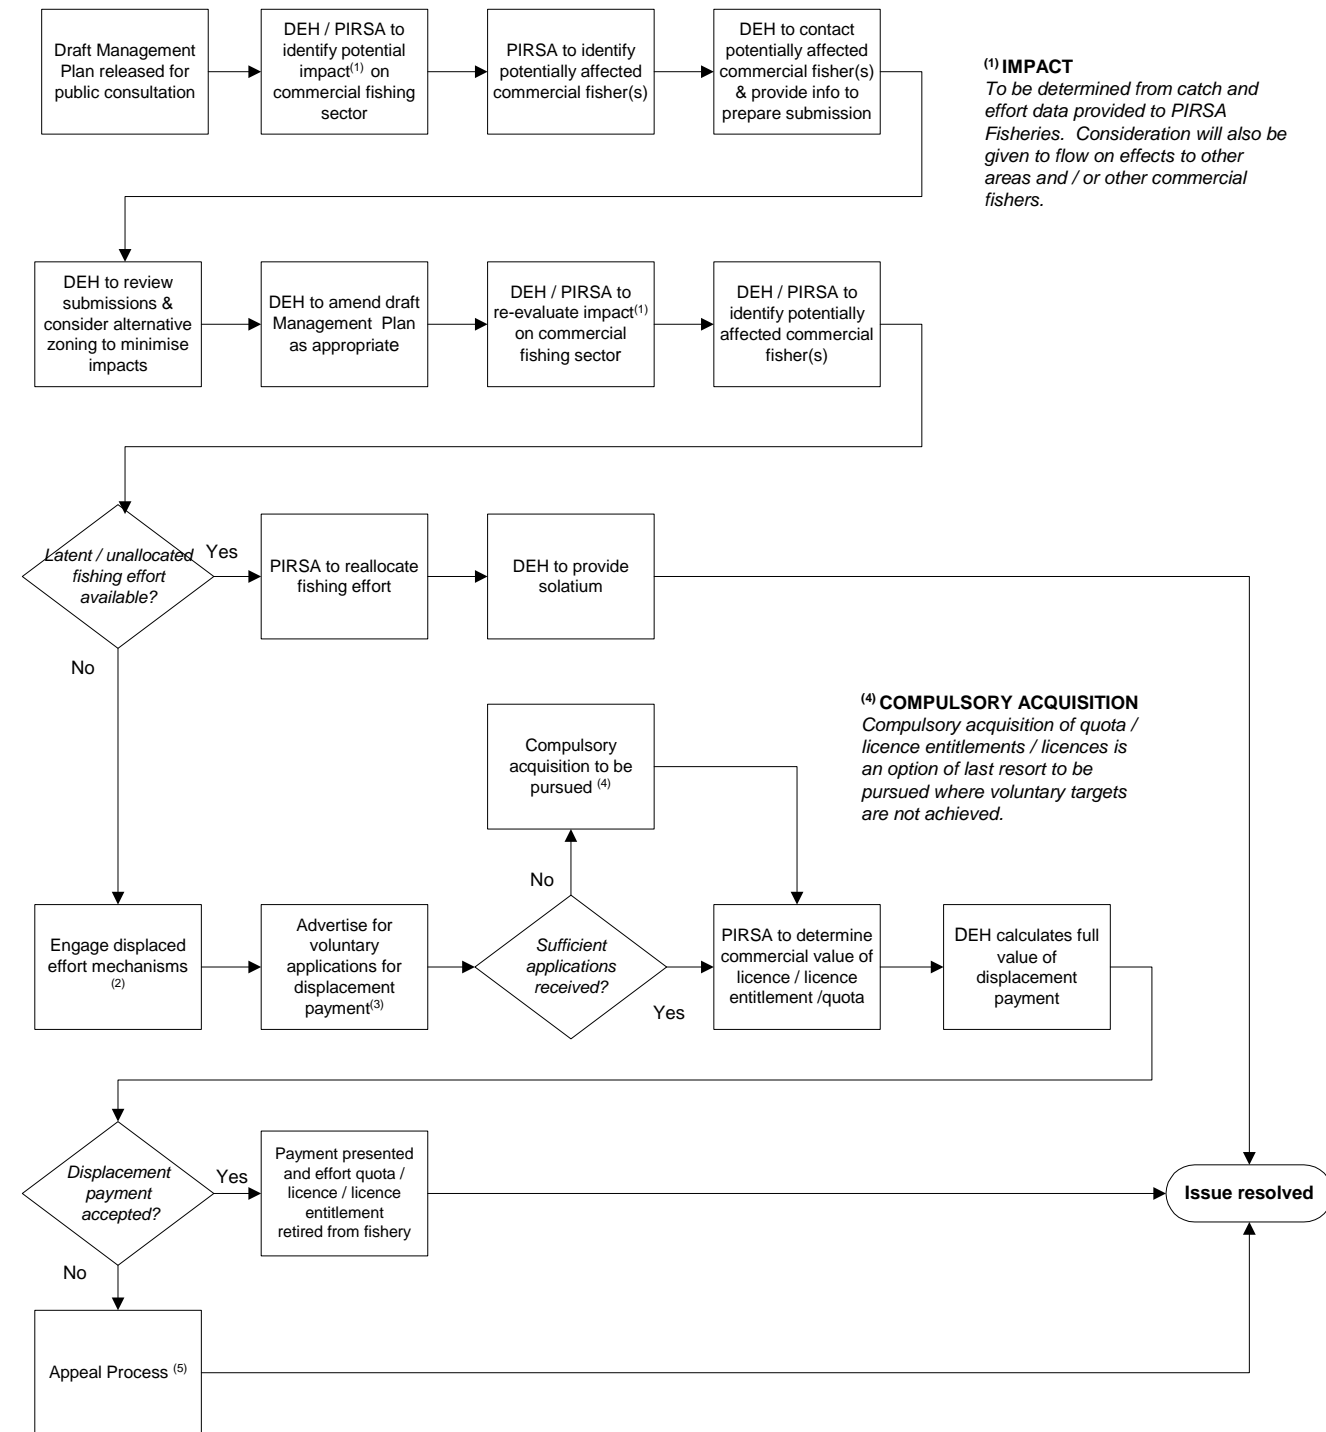 Draft Management
Plan released for
public consultation
DEH / PIRSA to
identify potential
impact(1) on
commercial fishing
sector
PIRSA to identify
potentially affected
commercial fisher(s)
DEH to contact
potentially affected
commercial fisher(s)
& provide info to
prepare submission
(1) IMPACT
To be determined from catch and
effort data provided to PIRSA
Fisheries.  Consideration will also be
given to flow on effects to other
areas and / or other commercial
fishers.
DEH to review
submissions &
consider alternative
zoning to minimise
impacts
DEH to amend draft
Management  Plan
as appropriate
DEH / PIRSA to
re-evaluate impact(1)
on commercial
fishing sector
DEH / PIRSA to
identify potentially
affected commercial
fisher(s)
Latent / unallocated
fishing effort
available?
Yes
No
PIRSA to reallocate
fishing effort
DEH to provide
solatium
(4) COMPULSORY ACQUISITION
Compulsory acquisition of quota /
licence entitlements / licences is
an option of last resort to be
pursued where voluntary targets
are not achieved.
Compulsory
acquisition to be
pursued (4)
No
Engage displaced
effort mechanisms
(2)
Advertise for
voluntary
applications for
displacement
payment(3)
Sufficient
applications
received?
Yes
PIRSA to determine
commercial value of
licence / licence
entitlement /quota
DEH calculates full
value of
displacement
payment
Displacement
payment
accepted?
Yes
No
Payment presented
and effort quota /
licence / licence
entitlement
retired from fishery
Issue resolved
Appeal Process (5)